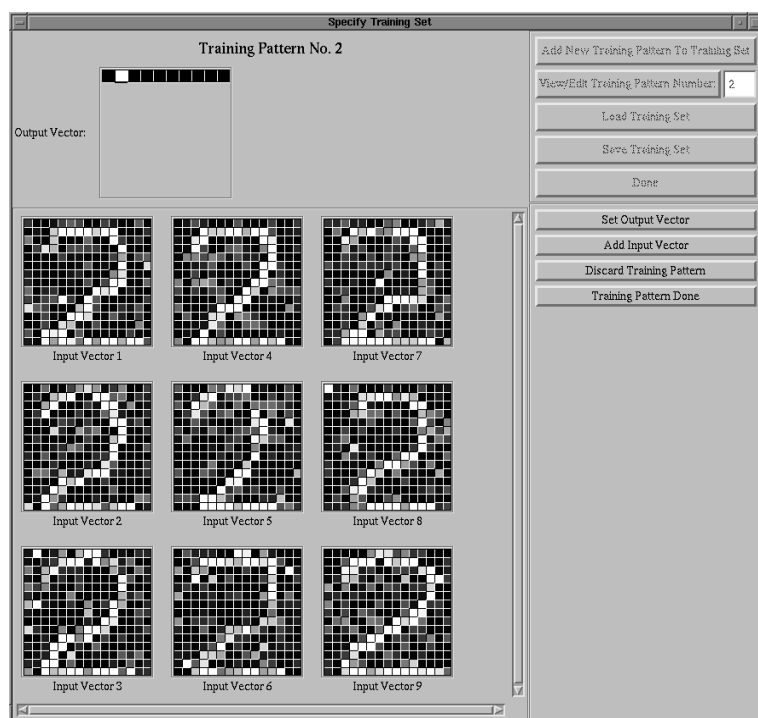 Specify Training Set
Training Pattern No. 2
Output Vector:
Add New Training Pattern To Training Set
View/Edit Training Pattern Number: 2
Load Training Set
Save Training Set
Done
Set Output Vector
Add Input Vector
Discard Training Pattern
Training Pattern Done
Input Vector 1
Input Vector 4
Input Vector 7
Input Vector 2
Input Vector 5
Input Vector 8
Input Vector 3
Input Vector 6
Input Vector 9